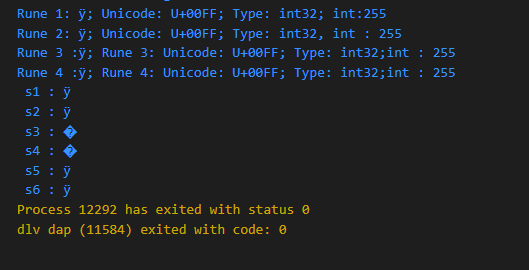 Rune 1: ÿ; Unicode: U+00FF; Type: int32; int:255
Rune 2: ÿ; Unicode: U+00FF; Type: int32, int : 255
Rune 3 :ÿ; Rune 3: Unicode: U+00FF; Type: int32;int : 255
Rune 4 :ÿ; Rune 4: Unicode: U+00FF; Type: int32;int : 255
s1 : ÿ
s2 : ÿ
s3 : �
s4 : �
s5 : ÿ
s6 : ÿ
Process 12292 has exited with status 0
dlv dap (11584) exited with code: 0